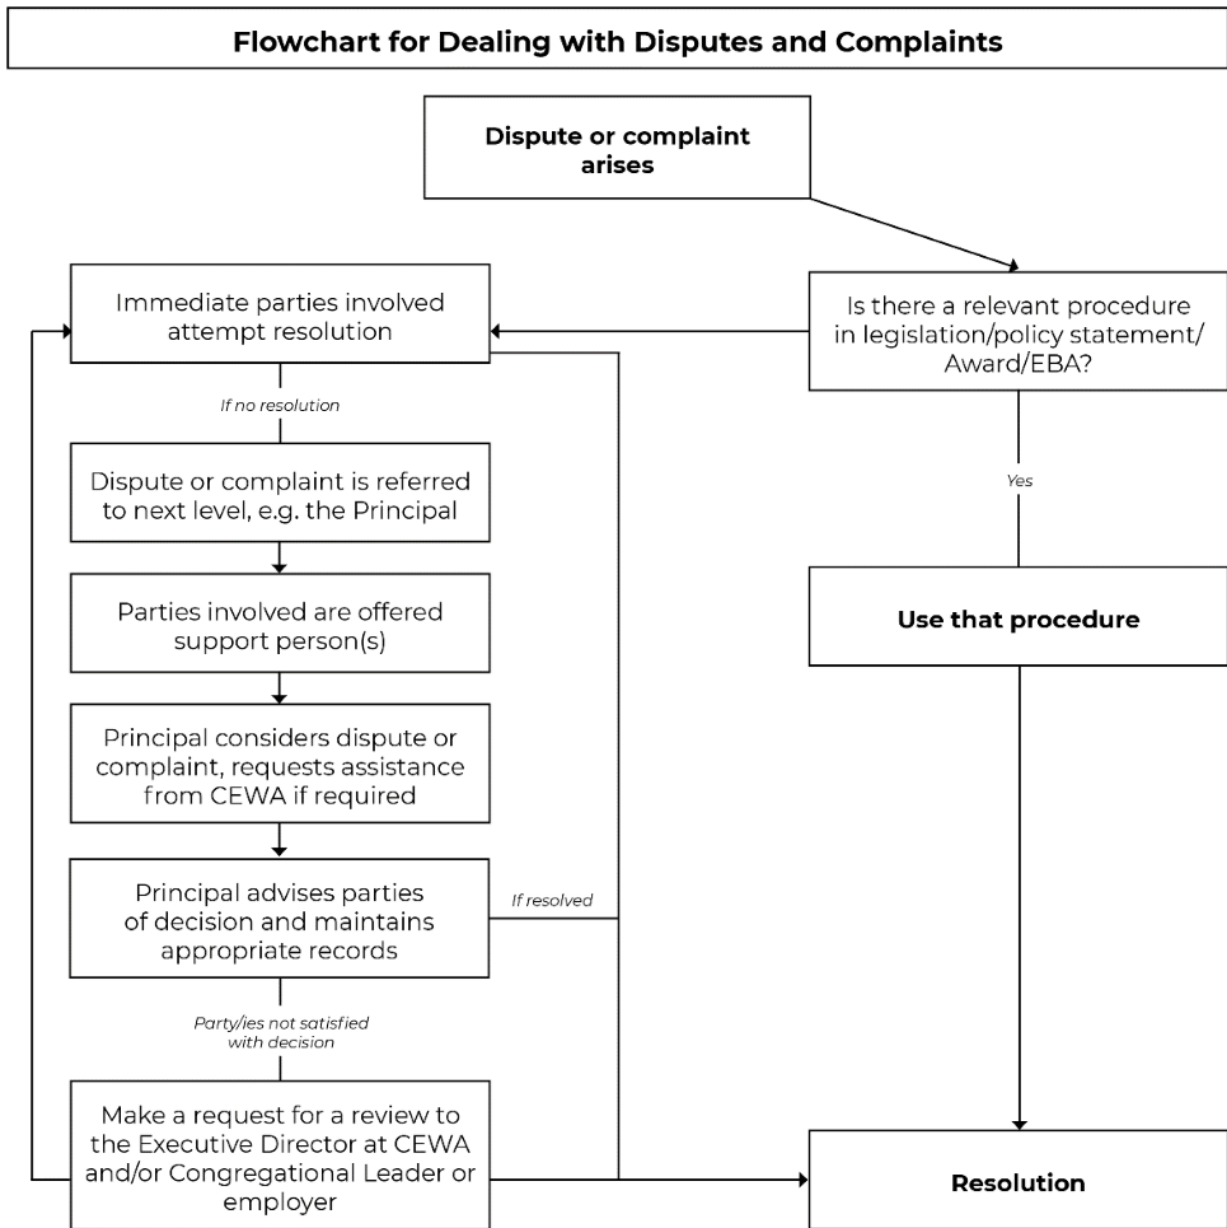 Flowchart for Dealing with Disputes and Complaints
Dispute or complaint
arises
Is there a relevant procedure
in legislation/policy statement/
Award/EBA?
Immediate parties involved
attempt resolution
If no resolution
Dispute or complaint is referred
to next level, e.g. the Principal
Parties involved are offered
support person(s)
Principal considers dispute or
complaint, requests assistance
from CEWA if required
Principal advises parties
of decision and maintains
appropriate records
If resolved
Party/ies not satisfied
with decision
Make a request for a review to
the Executive Director at CEWA
and/or Congregational Leader or
employer
Yes
Use that procedure
Resolution